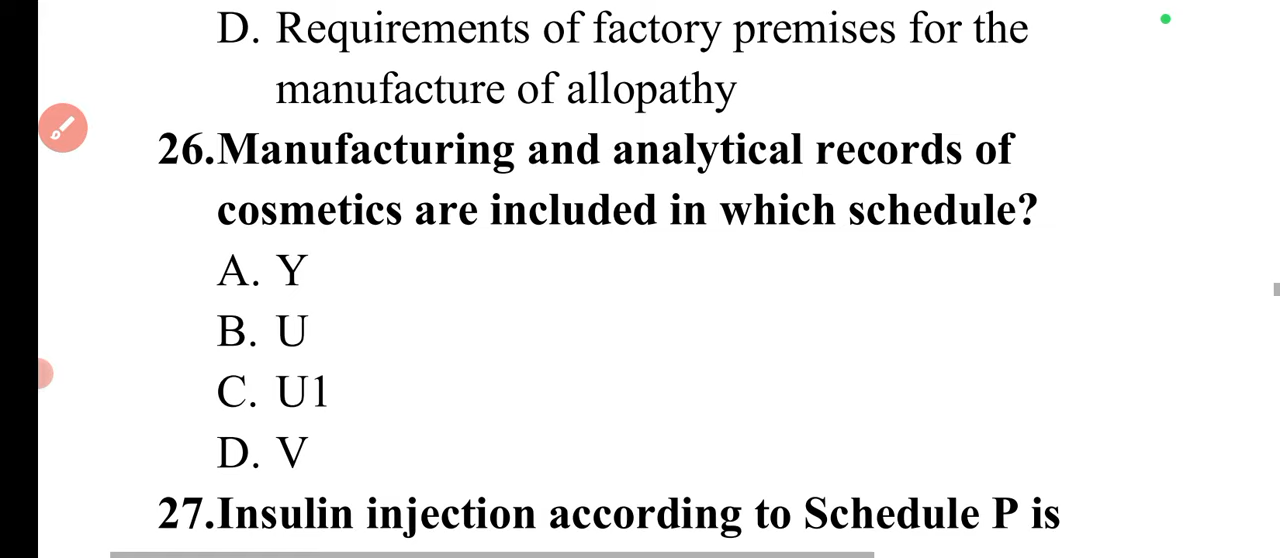 D. Requirements of factory premises for the
manufacture of allopathy
26.Manufacturing and analytical records of
cosmetics are included in which schedule?
A. Y
B. U
C. U1
D. V
27.Insulin injection according to Schedule P is